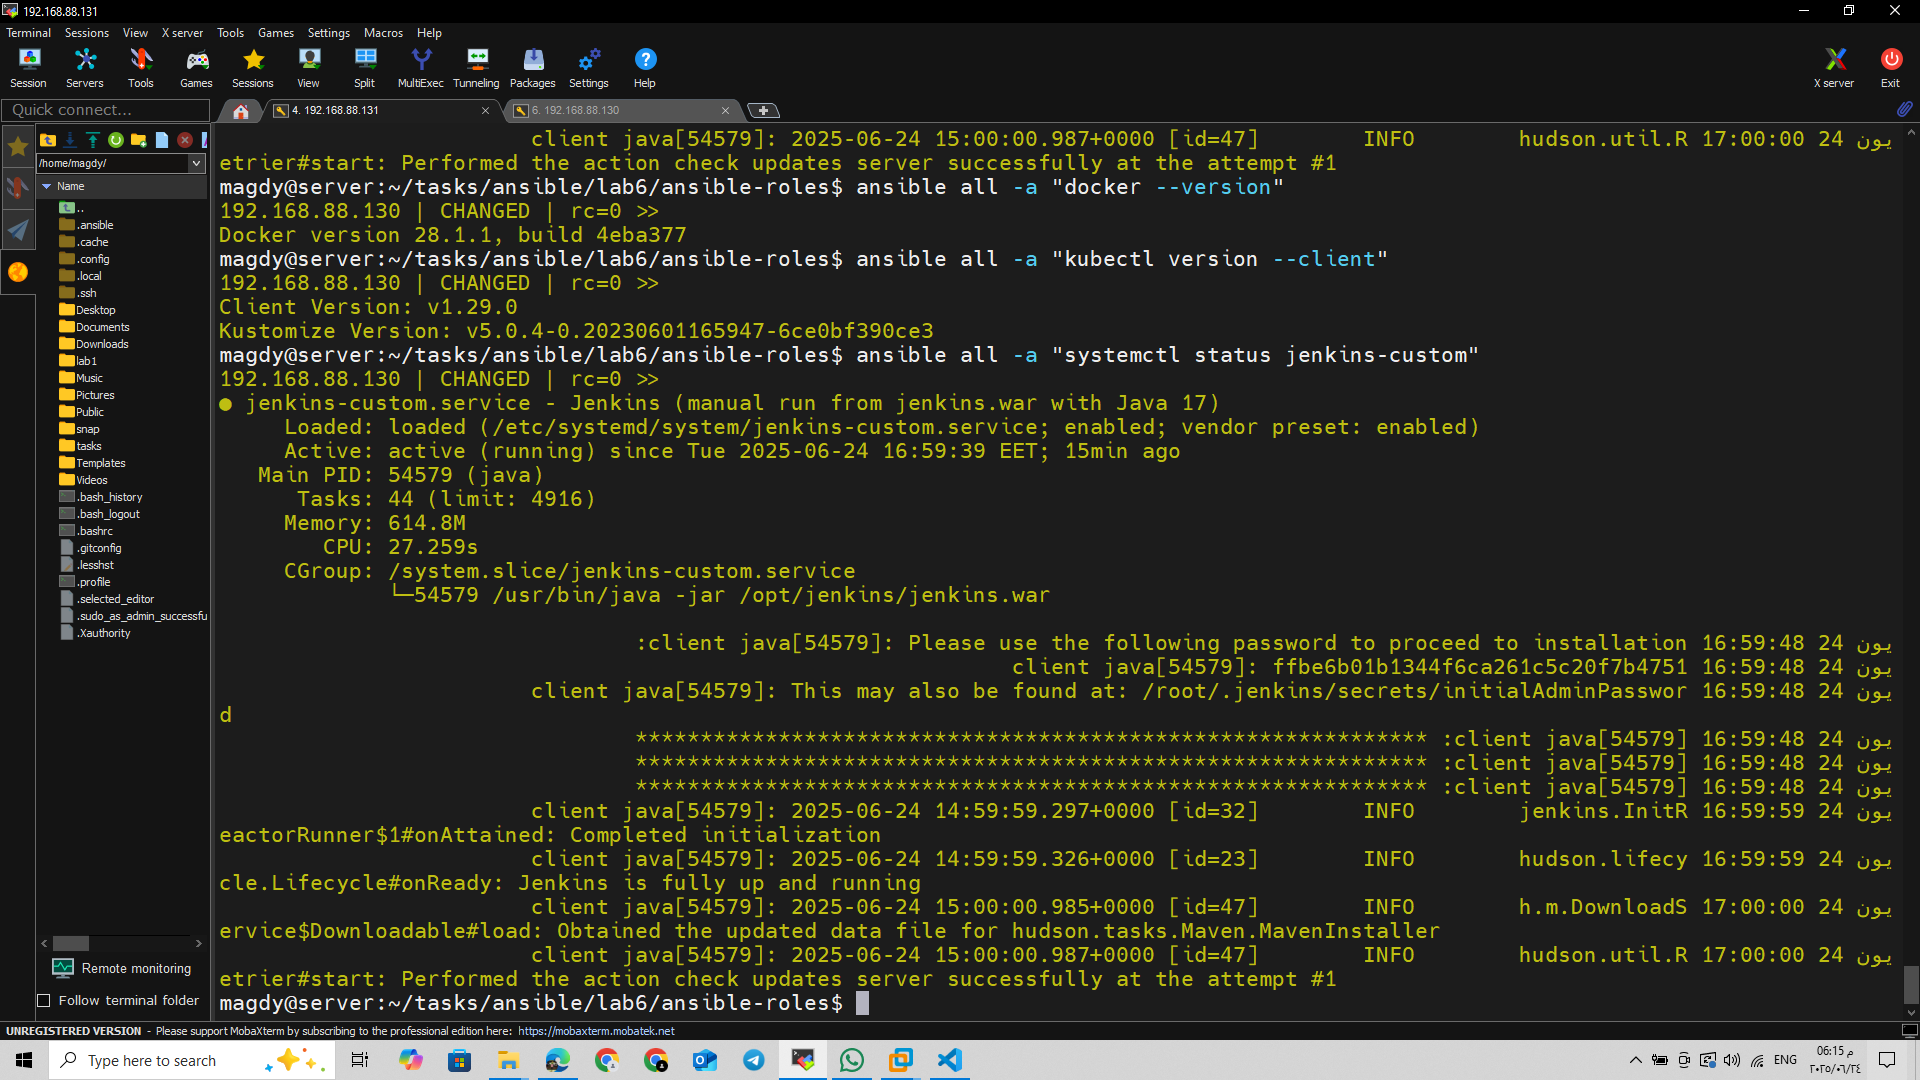 192.168.88.131
Terminal Sessions View X server Tools Games Settings Macros Help
Session Servers Tools Games Sessions View Split MultiExec Tunneling Packages Settings Help X server Exit
Quick connect...
4. 192.168.88.131
6. 192.168.88.130
/home/magdy/
Name
..
.ansible
.cache
.config
.local
.ssh
Desktop
Documents
Downloads
lab1
Music
Pictures
Public
snap
tasks
Templates
Videos
.bash_history
.bash_logout
.bashrc
.gitconfig
.lesshst
.profile
.selected_editor
.sudo_as_admin_successfu
.Xauthority
Remote monitoring
Follow terminal folder
client java[54579]: 2025-06-24 15:00:00.987+0000 [id=47] INFO hudson.util.R 17:00:00 24 يون
etrier#start: Performed the action check updates server successfully at the attempt #1
magdy@server:~/tasks/ansible/lab6/ansible-roles$ ansible all -a "docker --version"
192.168.88.130 | CHANGED | rc=0 >>
Docker version 28.1.1, build 4eba377
magdy@server:~/tasks/ansible/lab6/ansible-roles$ ansible all -a "kubectl version --client"
192.168.88.130 | CHANGED | rc=0 >>
Client Version: v1.29.0
Kustomize Version: v5.0.4-0.20230601165947-6ce0bf390ce3
magdy@server:~/tasks/ansible/lab6/ansible-roles$ ansible all -a "systemctl status jenkins-custom"
192.168.88.130 | CHANGED | rc=0 >>
● jenkins-custom.service - Jenkins (manual run from jenkins.war with Java 17)
Loaded: loaded (/etc/systemd/system/jenkins-custom.service; enabled; vendor preset: enabled)
Active: active (running) since Tue 2025-06-24 16:59:39 EET; 15min ago
Main PID: 54579 (java)
Tasks: 44 (limit: 4916)
Memory: 614.8M
CPU: 27.259s
CGroup: /system.slice/jenkins-custom.service
└─54579 /usr/bin/java -jar /opt/jenkins/jenkins.war
:client java[54579]: Please use the following password to proceed to installation 16:59:48 24 يون
client java[54579]: ffbe6b01b1344f6ca261c5c20f7b4751 16:59:48 24 يون
client java[54579]: This may also be found at: /root/.jenkins/secrets/initialAdminPasswor 16:59:48 24 يون
d
************************************************************* :client java[54579] 16:59:48 24 يون
************************************************************* :client java[54579] 16:59:48 24 يون
************************************************************* :client java[54579] 16:59:48 24 يون
client java[54579]: 2025-06-24 14:59:59.297+0000 [id=32] INFO jenkins.InitR 16:59:59 24 يون
eactorRunner$1#onAttained: Completed initialization
client java[54579]: 2025-06-24 14:59:59.326+0000 [id=23] INFO hudson.lifecy 16:59:59 24 يون
cle.Lifecycle#onReady: Jenkins is fully up and running
client java[54579]: 2025-06-24 15:00:00.985+0000 [id=47] INFO h.m.DownloadS 17:00:00 24 يون
ervice$Downloadable#load: Obtained the updated data file for hudson.tasks.Maven.MavenInstaller
client java[54579]: 2025-06-24 15:00:00.987+0000 [id=47] INFO hudson.util.R 17:00:00 24 يون
etrier#start: Performed the action check updates server successfully at the attempt #1
magdy@server:~/tasks/ansible/lab6/ansible-roles$
UNREGISTERED VERSION - Please support MobaXterm by subscribing to the professional edition here: https://mobaxterm.mobatek.net
Type here to search
ENG
06:15 م
٢٠٢٥/٠٦/٢٤